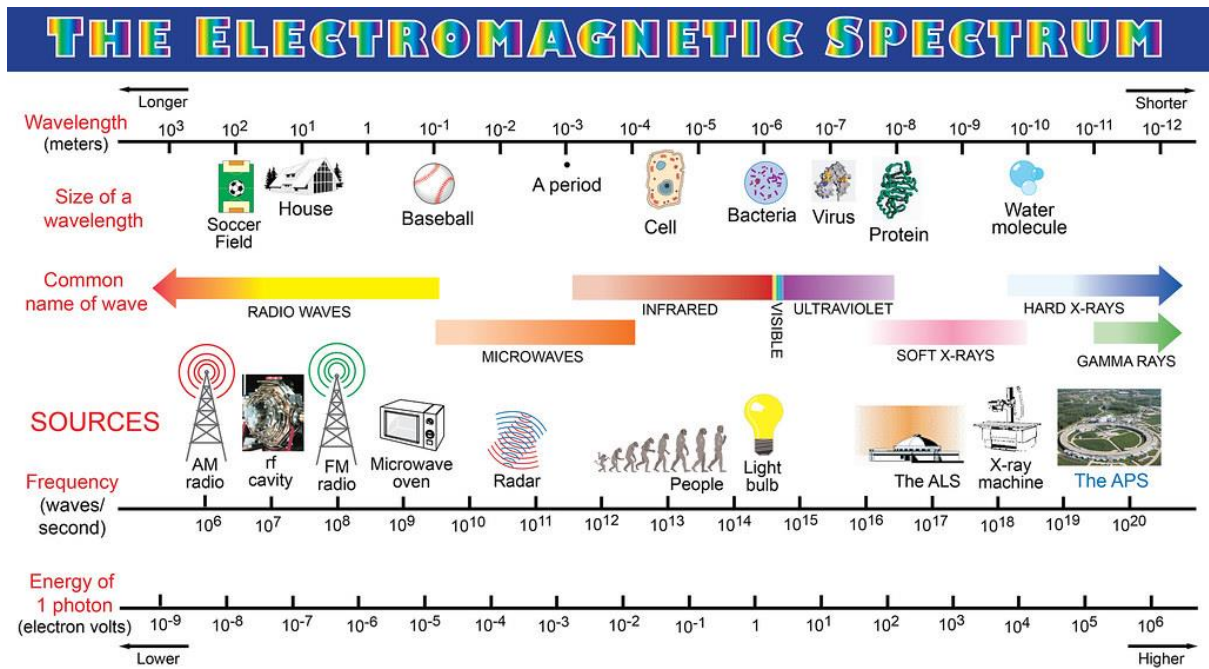 THE ELECTROMAGNETIC SPECTRUM
Longer
Shorter
Wavelength
(meters)
10³ 10² 10¹ 1 10⁻¹ 10⁻² 10⁻³ 10⁻⁴ 10⁻⁵ 10⁻⁶ 10⁻⁷ 10⁻⁸ 10⁻⁹ 10⁻¹⁰ 10⁻¹¹ 10⁻¹²
Size of a
wavelength
Soccer
Field
House
Baseball
A period
Cell
Bacteria
Virus
Protein
Water
molecule
Common
name of wave
RADIO WAVES
INFRARED
VISIBLE
ULTRAVIOLET
HARD X-RAYS
MICROWAVES
SOFT X-RAYS
GAMMA RAYS
SOURCES
AM
radio
rf
cavity
FM
radio
Microwave
oven
Radar
People
Light
bulb
The ALS
X-ray
machine
The APS
Frequency
(waves/
second)
10⁶ 10⁷ 10⁸ 10⁹ 10¹⁰ 10¹¹ 10¹² 10¹³ 10¹⁴ 10¹⁵ 10¹⁶ 10¹⁷ 10¹⁸ 10¹⁹ 10²⁰
Energy of
1 photon
(electron volts)
10⁻⁹ 10⁻⁸ 10⁻⁷ 10⁻⁶ 10⁻⁵ 10⁻⁴ 10⁻³ 10⁻² 10⁻¹ 1 10¹ 10² 10³ 10⁴ 10⁵ 10⁶
Lower
Higher